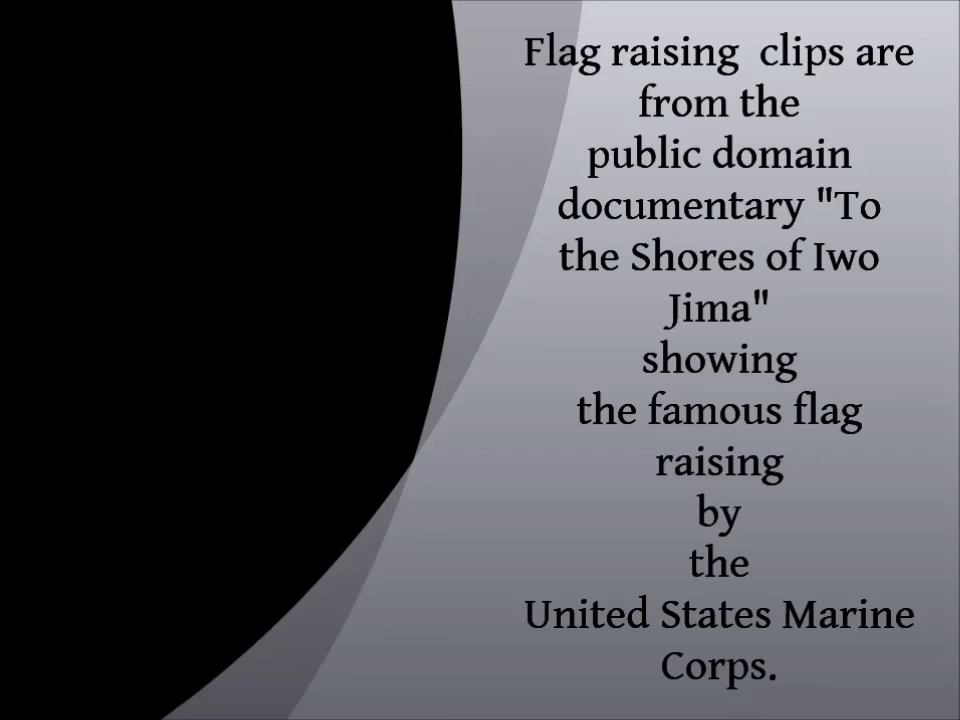 Flag raising  clips are
from the
public domain
documentary "To
the Shores of Iwo
Jima"
showing
the famous flag
raising
by
the
United States Marine
Corps.